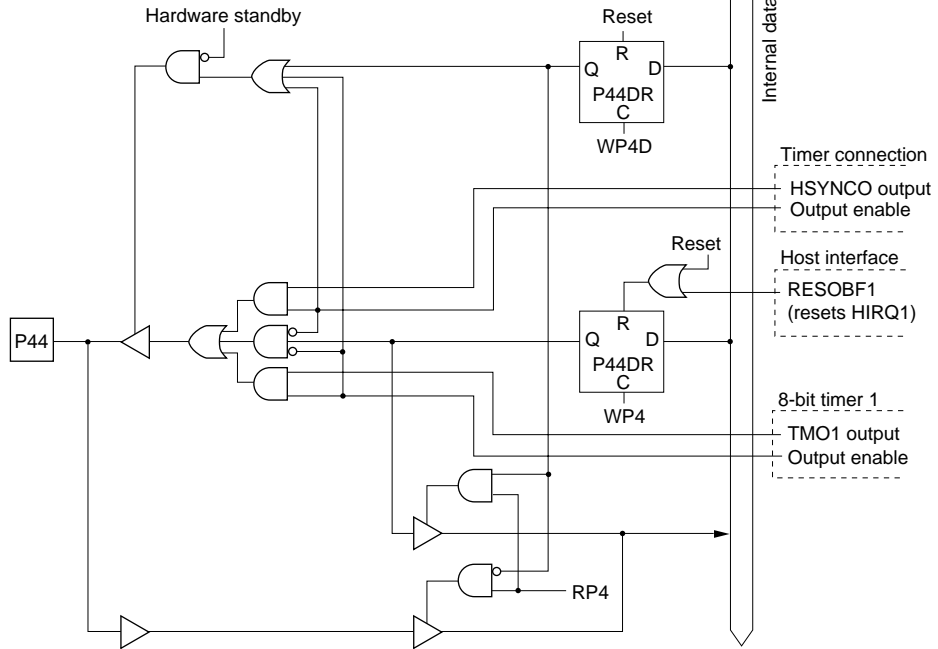 Hardware standby
Reset
R
Q
D
P44DR
C
WP4D
Internal data
Timer connection
HSYNCO output
Output enable
Reset
Host interface
RESOBF1
(resets HIRQ1)
R
Q
D
P44DR
C
WP4
P44
8-bit timer 1
TMO1 output
Output enable
RP4